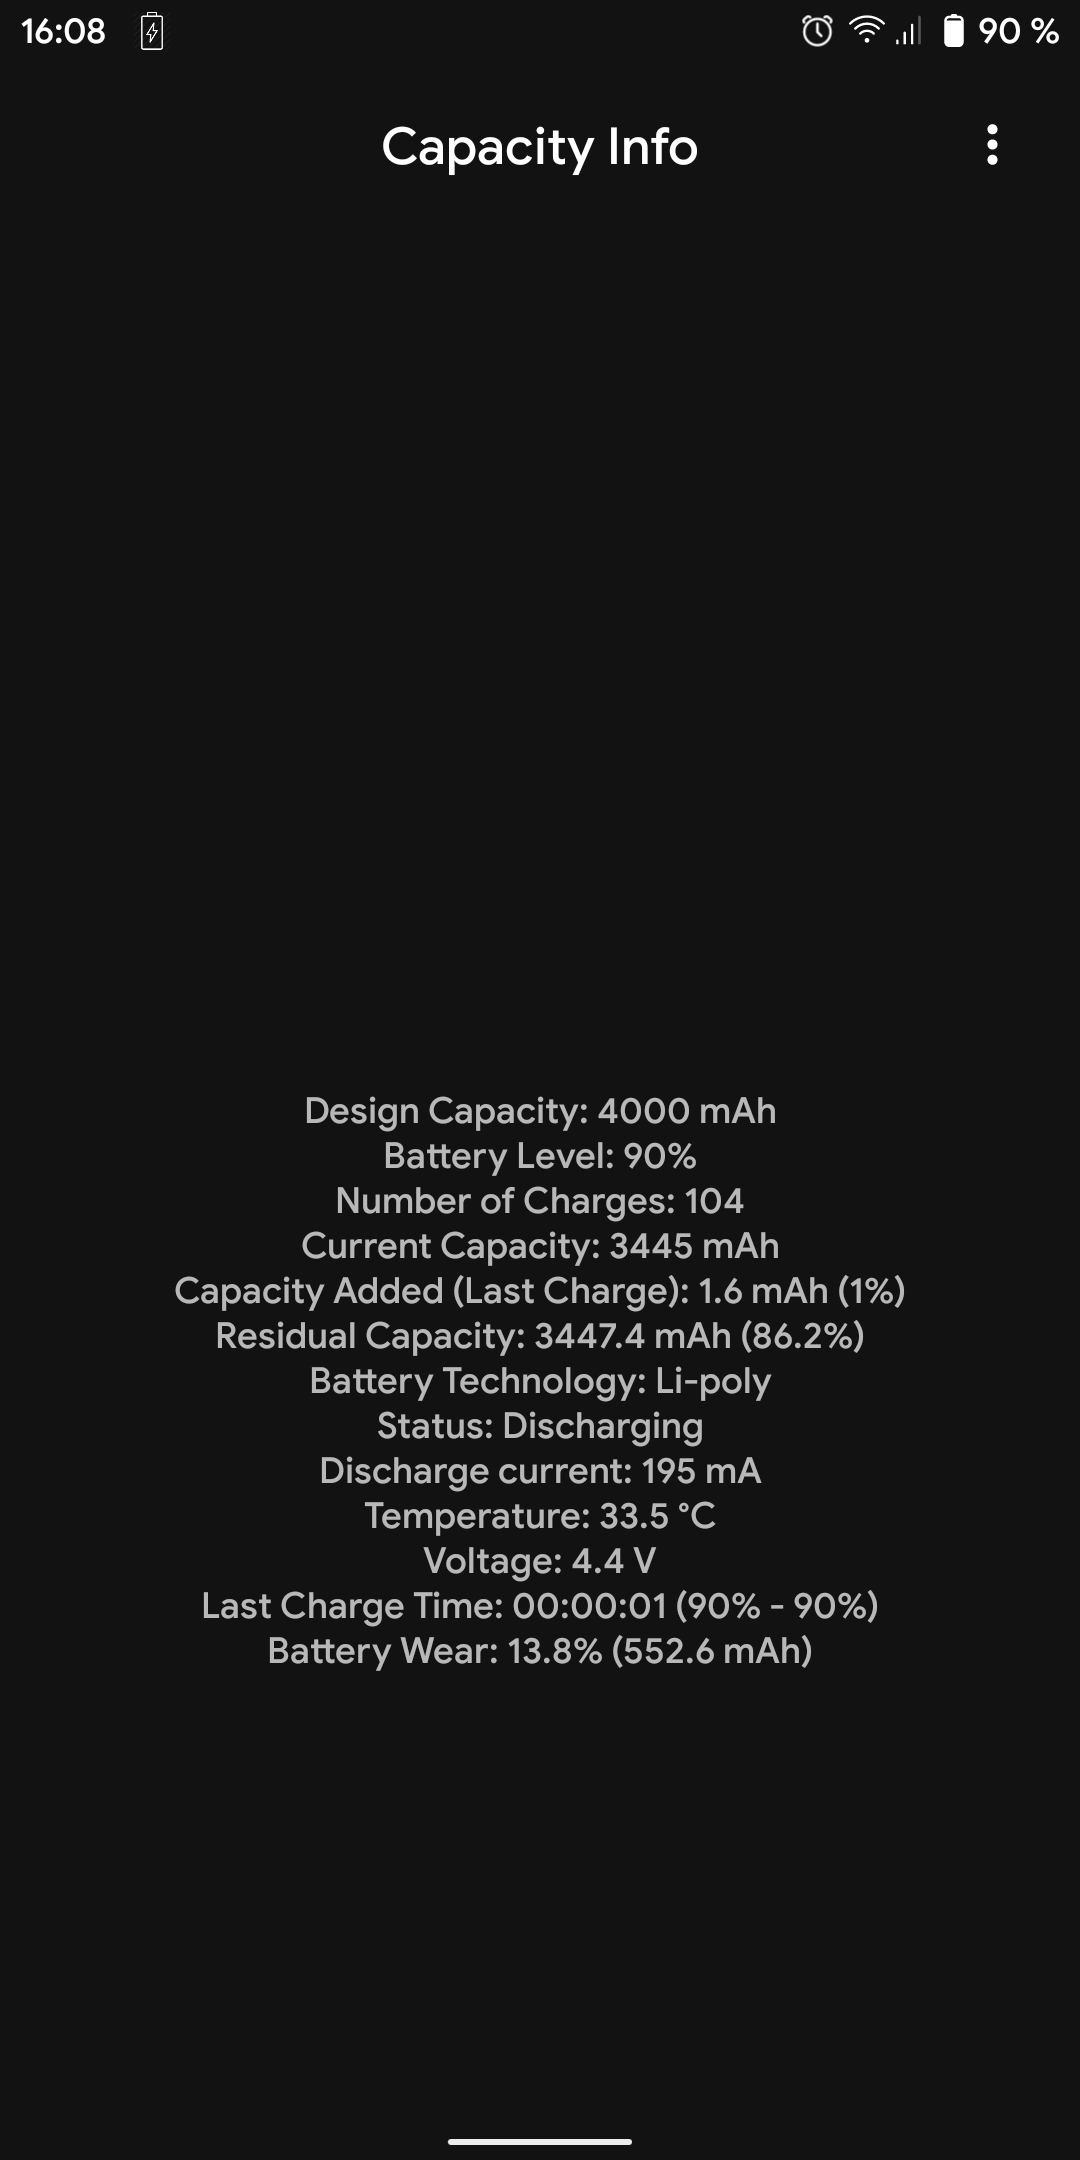 16:08
90 %
Capacity Info
Design Capacity: 4000 mAh
Battery Level: 90%
Number of Charges: 104
Current Capacity: 3445 mAh
Capacity Added (Last Charge): 1.6 mAh (1%)
Residual Capacity: 3447.4 mAh (86.2%)
Battery Technology: Li-poly
Status: Discharging
Discharge current: 195 mA
Temperature: 33.5 °C
Voltage: 4.4 V
Last Charge Time: 00:00:01 (90% - 90%)
Battery Wear: 13.8% (552.6 mAh)